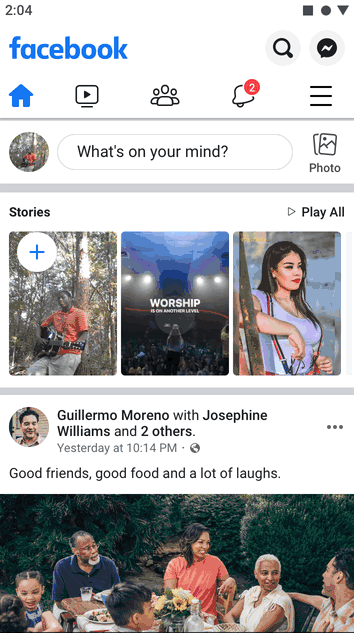 2:04
facebook
2
What's on your mind?
Photo
Stories
Play All
WORSHIP
IS ON ANOTHER LEVEL
Guillermo Moreno with Josephine
Williams and 2 others.
Yesterday at 10:14 PM ·
Good friends, good food and a lot of laughs.